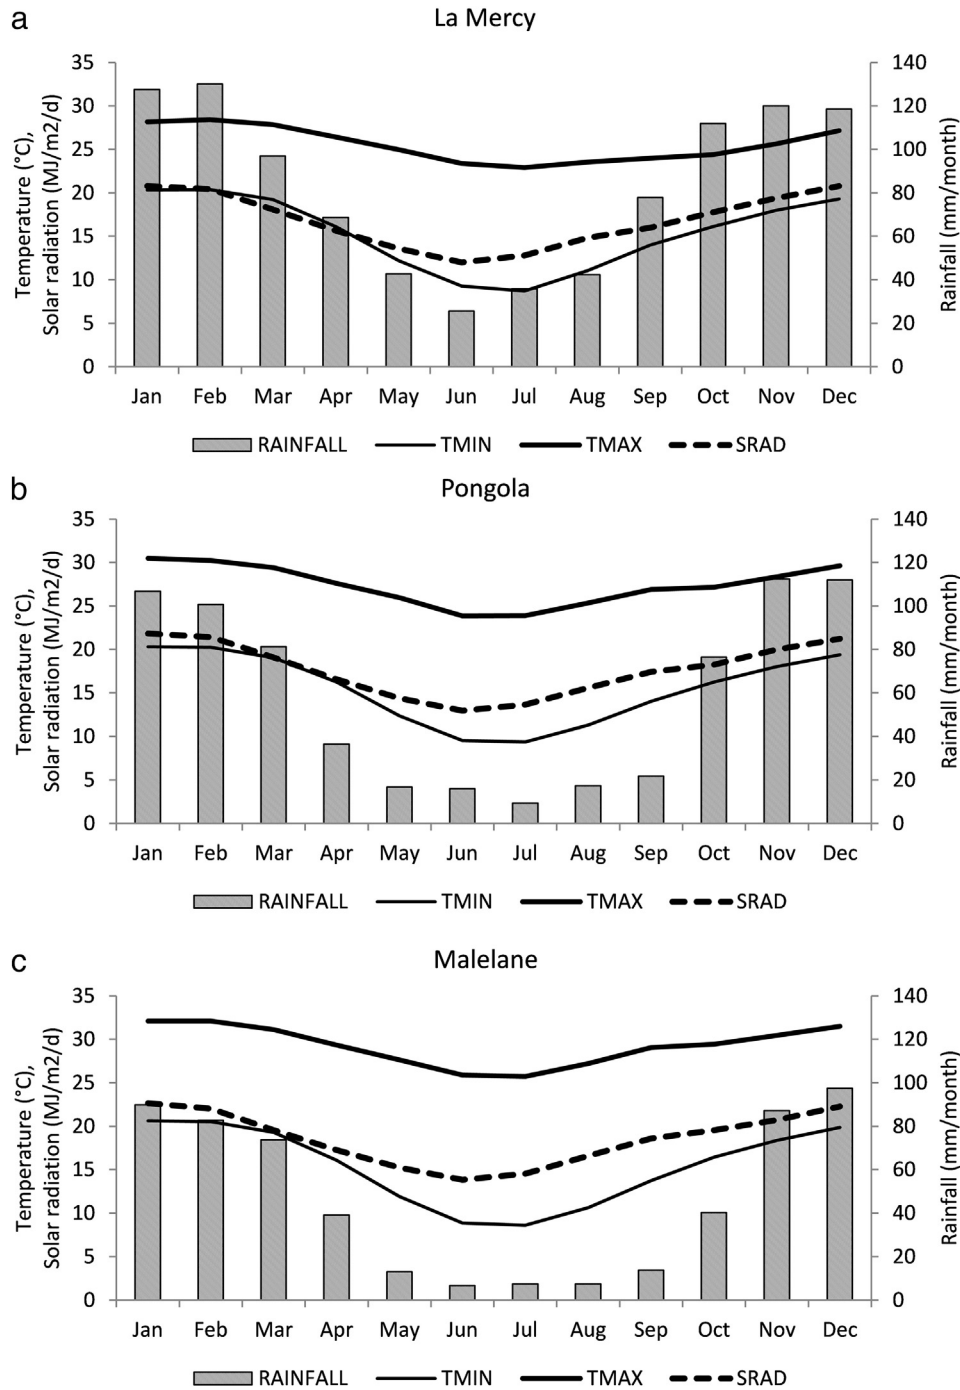 a
La Mercy
Temperature (°C),
Solar radiation (MJ/m2/d)
35
30
25
20
15
10
5
0
140
120
100
80
60
40
20
0
Rainfall (mm/month)
Jan Feb Mar Apr May Jun Jul Aug Sep Oct Nov Dec
RAINFALL TMIN TMAX SRAD
b
Pongola
Temperature (°C),
Solar radiation (MJ/m2/d)
35
30
25
20
15
10
5
0
140
120
100
80
60
40
20
0
Rainfall (mm/month)
Jan Feb Mar Apr May Jun Jul Aug Sep Oct Nov Dec
RAINFALL TMIN TMAX SRAD
c
Malelane
Temperature (°C),
Solar radiation (MJ/m2/d)
35
30
25
20
15
10
5
0
140
120
100
80
60
40
20
0
Rainfall (mm/month)
Jan Feb Mar Apr May Jun Jul Aug Sep Oct Nov Dec
RAINFALL TMIN TMAX SRAD